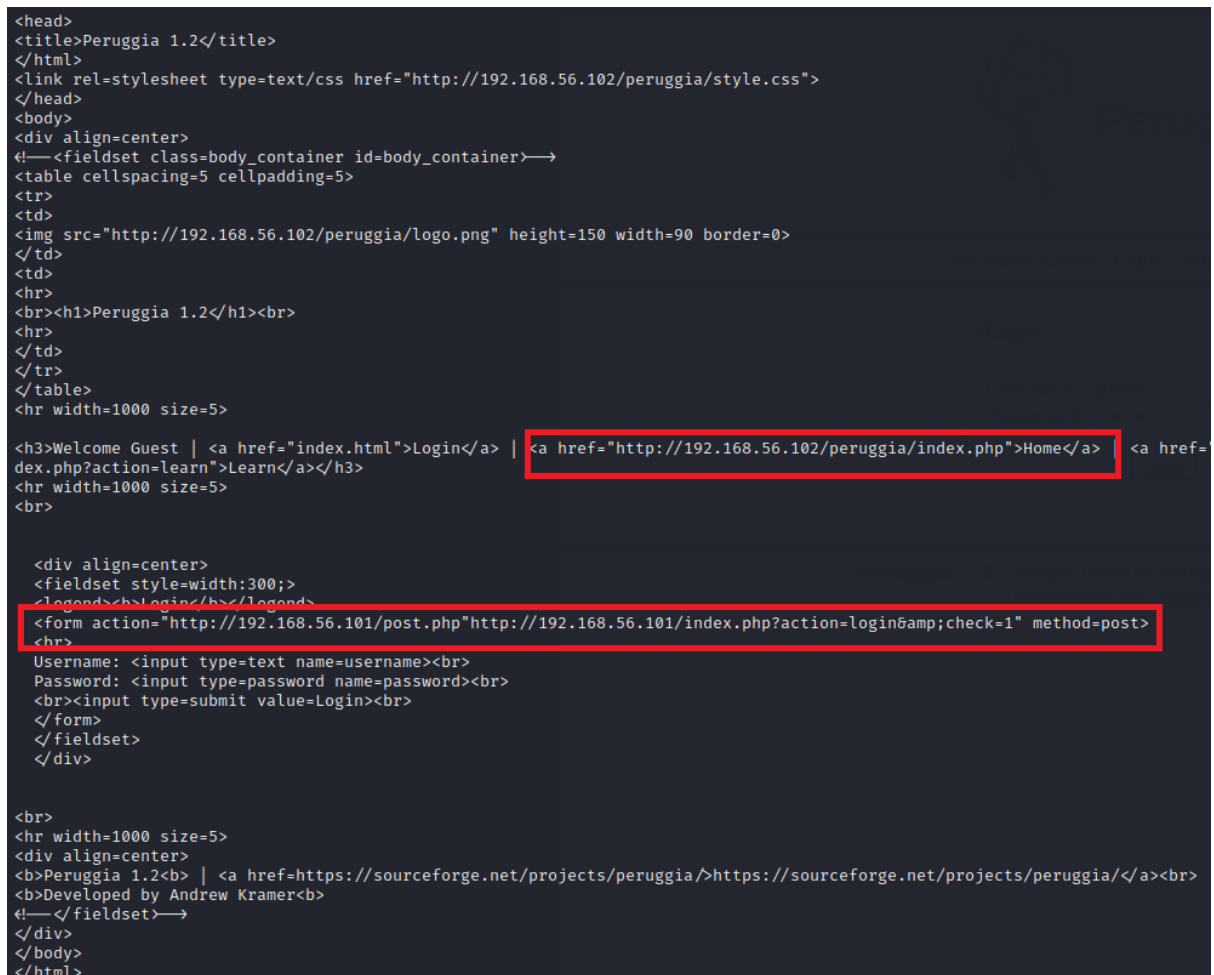 <head>
<title>Peruggia 1.2</title>
</html>
<link rel=stylesheet type=text/css href="http://192.168.56.102/peruggia/style.css">
</head>
<body>
<div align=center>
<!--<fieldset class=body_container id=body_container>-->
<table cellspacing=5 cellpadding=5>
<tr>
<td>
<img src="http://192.168.56.102/peruggia/logo.png" height=150 width=90 border=0>
</td>
<td>
<hr>
<br><h1>Peruggia 1.2</h1><br>
<hr>
</td>
</tr>
</table>
<hr width=1000 size=5>
<h3>Welcome Guest | <a href="index.html">Login</a> | <a href="http://192.168.56.102/peruggia/index.php">Home</a> | <a href="
dex.php?action=learn">Learn</a></h3>
<hr width=1000 size=5>
<br>
<div align=center>
<fieldset style=width:300;>
<legend><b>Login</b></legend>
<form action="http://192.168.56.101/post.php"http://192.168.56.101/index.php?action=login&amp;check=1" method=post>
<br>
Username: <input type=text name=username><br>
Password: <input type=password name=password><br>
<br><input type=submit value=Login><br>
</form>
</fieldset>
</div>
<br>
<hr width=1000 size=5>
<div align=center>
<b>Peruggia 1.2<b> | <a href=https://sourceforge.net/projects/peruggia/>https://sourceforge.net/projects/peruggia/</a><br>
<b>Developed by Andrew Kramer<b>
<!--</fieldset>-->
</div>
</body>
</html>